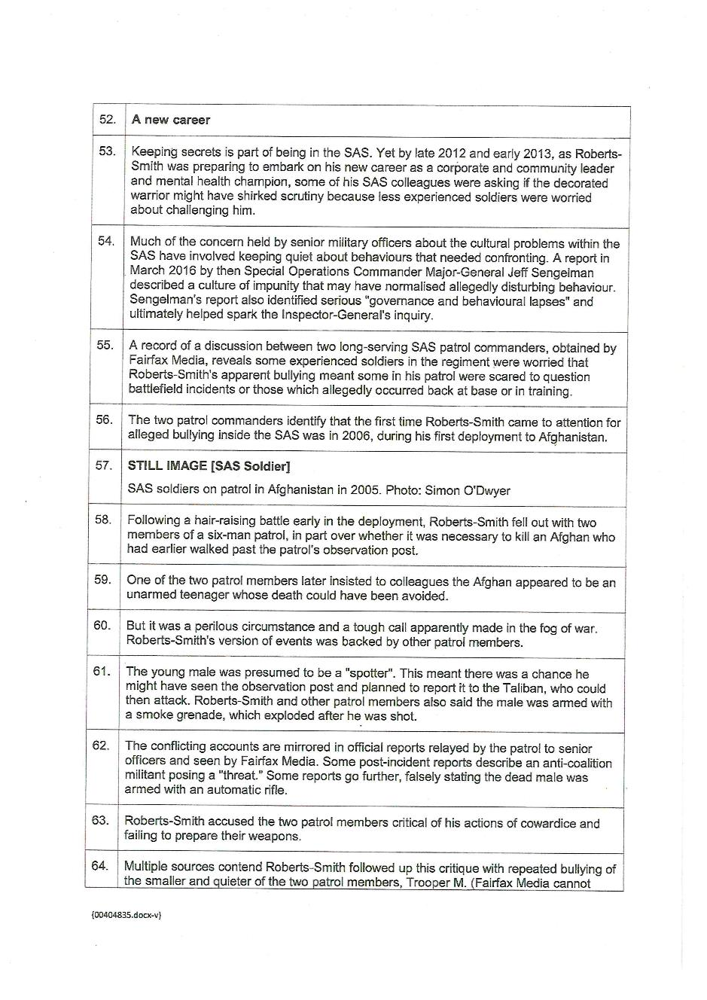 52. A new career
53. Keeping secrets is part of being in the SAS. Yet by late 2012 and early 2013, as Roberts-
Smith was preparing to embark on his new career as a corporate and community leader
and mental health champion, some of his SAS colleagues were asking if the decorated
warrior might have shirked scrutiny because less experienced soldiers were worried
about challenging him.
54. Much of the concern held by senior military officers about the cultural problems within the
SAS have involved keeping quiet about behaviours that needed confronting. A report in
March 2016 by then Special Operations Commander Major-General Jeff Sengelman
described a culture of impunity that may have normalised allegedly disturbing behaviour.
Sengelman's report also identified serious "governance and behavioural lapses" and
ultimately helped spark the Inspector-General's inquiry.
55. A record of a discussion between two long-serving SAS patrol commanders, obtained by
Fairfax Media, reveals some experienced soldiers in the regiment were worried that
Roberts-Smith's apparent bullying meant some in his patrol were scared to question
battlefield incidents or those which allegedly occurred back at base or in training.
56. The two patrol commanders identify that the first time Roberts-Smith came to attention for
alleged bullying inside the SAS was in 2006, during his first deployment to Afghanistan.
57. STILL IMAGE [SAS Soldier]
SAS soldiers on patrol in Afghanistan in 2005. Photo: Simon O'Dwyer
58. Following a hair-raising battle early in the deployment, Roberts-Smith fell out with two
members of a six-man patrol, in part over whether it was necessary to kill an Afghan who
had earlier walked past the patrol's observation post.
59. One of the two patrol members later insisted to colleagues the Afghan appeared to be an
unarmed teenager whose death could have been avoided.
60. But it was a perilous circumstance and a tough call apparently made in the fog of war.
Roberts-Smith's version of events was backed by other patrol members.
61. The young male was presumed to be a "spotter". This meant there was a chance he
might have seen the observation post and planned to report it to the Taliban, who could
then attack. Roberts-Smith and other patrol members also said the male was armed with
a smoke grenade, which exploded after he was shot.
62. The conflicting accounts are mirrored in official reports relayed by the patrol to senior
officers and seen by Fairfax Media. Some post-incident reports describe an anti-coalition
militant posing a "threat." Some reports go further, falsely stating the dead male was
armed with an automatic rifle.
63. Roberts-Smith accused the two patrol members critical of his actions of cowardice and
failing to prepare their weapons.
64. Multiple sources contend Roberts-Smith followed up this critique with repeated bullying of
the smaller and quieter of the two patrol members, Trooper M. (Fairfax Media cannot
{00404835.docx-v}